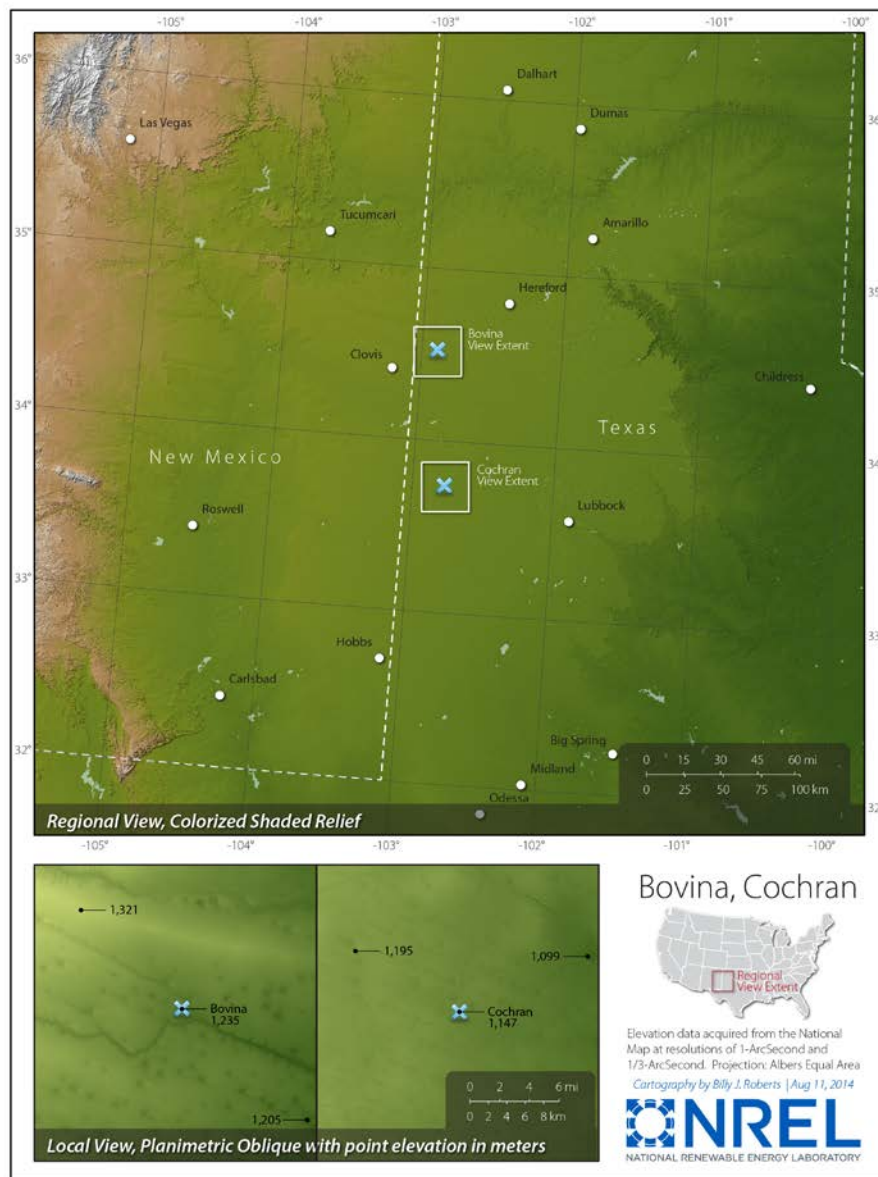 -105° -104° -103° -102° -101° -100°
36°
Dalhart
Las Vegas
Dumas
36°
Tucumcari
Amarillo
35°
Hereford
35°
Bovina
View Extent
Clovis
Childress
34°
Texas
New Mexico
34°
Cochran
View Extent
Roswell
Lubbock
33°
33°
Hobbs
Carlsbad
32°
Big Spring
0 15 30 45 60 mi
Midland
0 25 50 75 100 km
Odessa
32°
Regional View, Colorized Shaded Relief
-105° -104° -103° -102° -101° -100°
1,321
1,195
1,099
Bovina
1,235
Cochran
1,147
0 2 4 6 mi
0 2 4 6 8 km
1,205
Local View, Planimetric Oblique with point elevation in meters
Bovina, Cochran
Regional
View Extent
Elevation data acquired from the National
Map at resolutions of 1-ArcSecond and
1/3-ArcSecond. Projection: Albers Equal Area
Cartography by Billy J. Roberts | Aug 11, 2014
NREL
NATIONAL RENEWABLE ENERGY LABORATORY